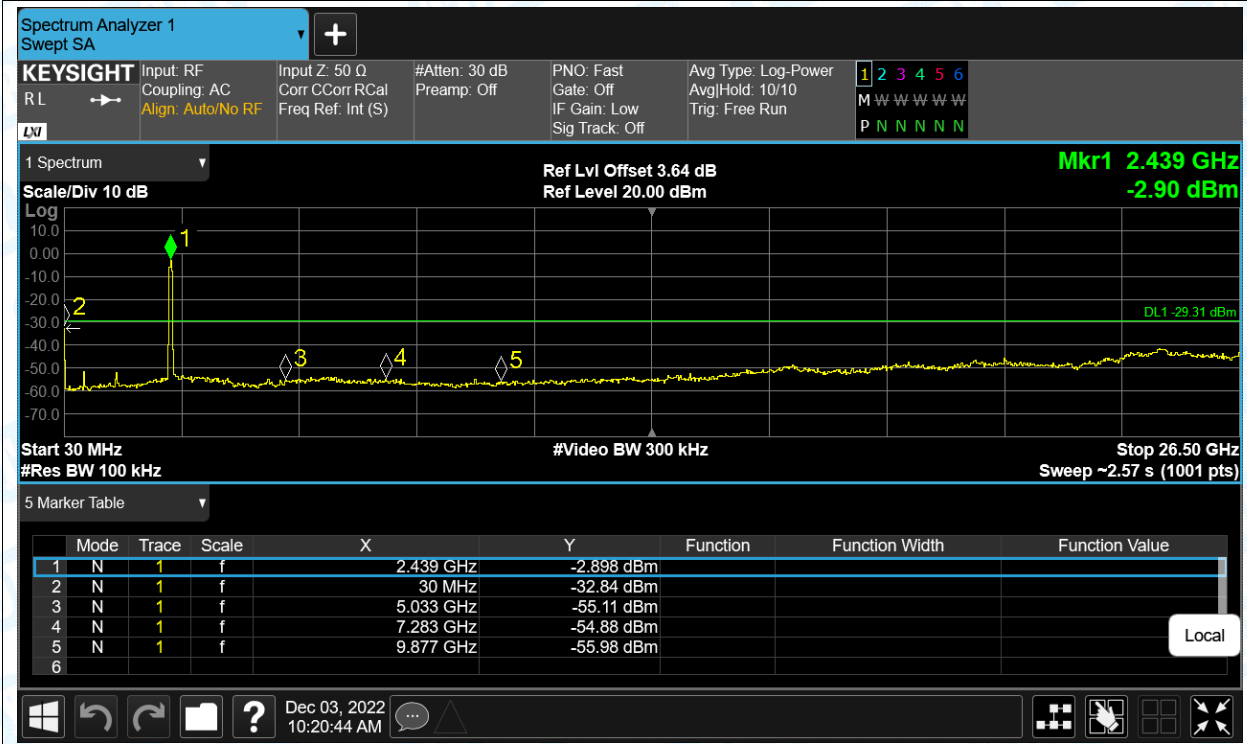 Spectrum Analyzer 1
Swept SA
+
KEYSIGHT Input: RF Input Z: 50 Ω #Atten: 30 dB PNO: Fast Avg Type: Log-Power 1 2 3 4 5 6
R L Coupling: AC Corr CCorr RCal Preamp: Off Gate: Off Avg|Hold: 10/10 M W W W W W
Align: Auto/No RF Freq Ref: Int (S) IF Gain: Low Trig: Free Run
LXI Sig Track: Off P N N N N N
1 Spectrum Ref Lvl Offset 3.64 dB Mkr1 2.439 GHz
Scale/Div 10 dB Ref Level 20.00 dBm -2.90 dBm
Log
10.0 1
0.00
-10.0
-20.0 2
-30.0 DL1 -29.31 dBm
-40.0
-50.0 3 4 5
-60.0
-70.0
Start 30 MHz #Video BW 300 kHz Stop 26.50 GHz
#Res BW 100 kHz Sweep ~2.57 s (1001 pts)
5 Marker Table
Mode Trace Scale X Y Function Function Width Function Value
1 N 1 f 2.439 GHz -2.898 dBm
2 N 1 f 30 MHz -32.84 dBm
3 N 1 f 5.033 GHz -55.11 dBm
4 N 1 f 7.283 GHz -54.88 dBm
5 N 1 f 9.877 GHz -55.98 dBm
6
Local
? Dec 03, 2022
10:20:44 AM